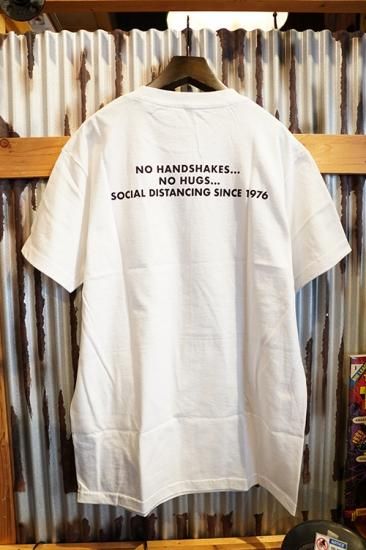 NO HANDSHAKES...
NO HUGS...
SOCIAL DISTANCING SINCE 1976